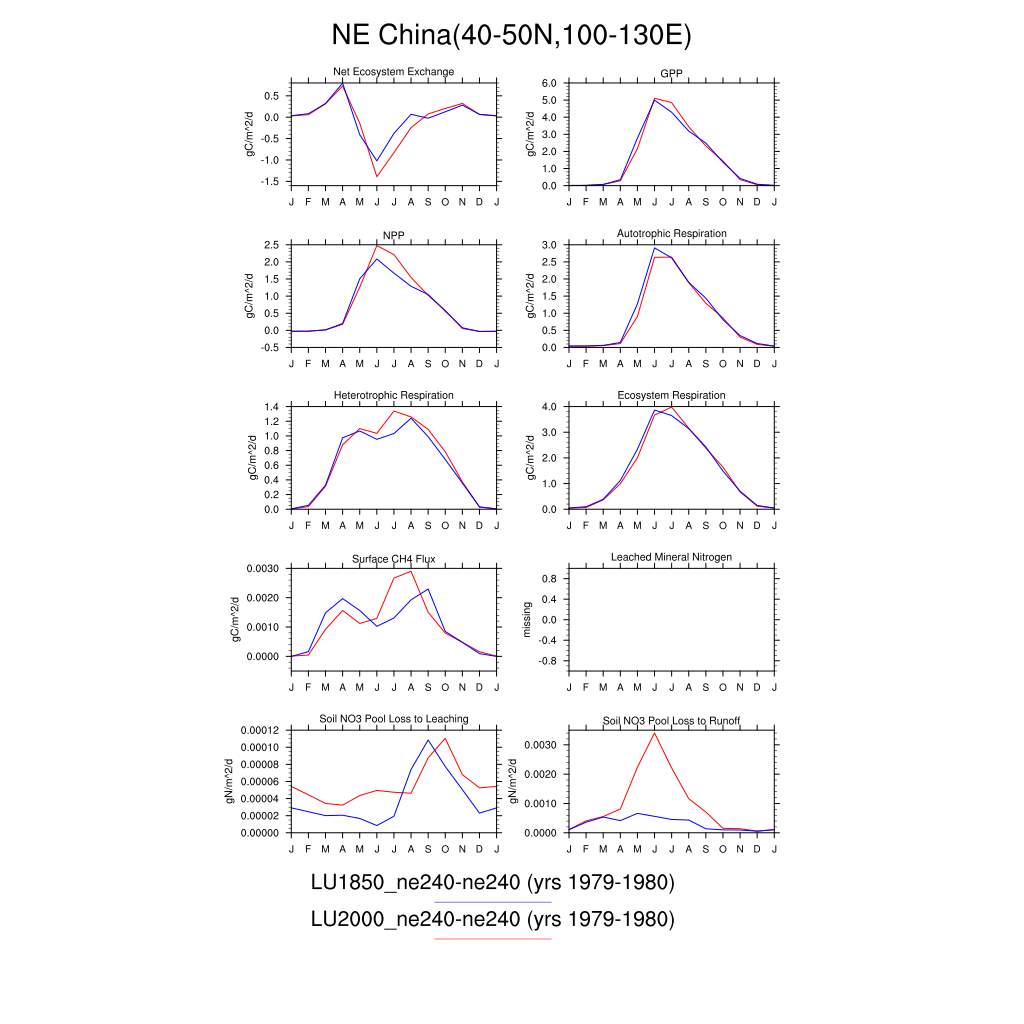 NE China(40-50N,100-130E)
Net Ecosystem Exchange
gC/m^2/d
0.5
0.0
-0.5
-1.0
-1.5
J F M A M J J A S O N D J
GPP
gC/m^2/d
6.0
5.0
4.0
3.0
2.0
1.0
0.0
J F M A M J J A S O N D J
NPP
gC/m^2/d
2.5
2.0
1.5
1.0
0.5
0.0
-0.5
J F M A M J J A S O N D J
Autotrophic Respiration
gC/m^2/d
3.0
2.5
2.0
1.5
1.0
0.5
0.0
J F M A M J J A S O N D J
Heterotrophic Respiration
gC/m^2/d
1.4
1.2
1.0
0.8
0.6
0.4
0.2
0.0
J F M A M J J A S O N D J
Ecosystem Respiration
gC/m^2/d
4.0
3.0
2.0
1.0
0.0
J F M A M J J A S O N D J
Surface CH4 Flux
gC/m^2/d
0.0030
0.0020
0.0010
0.0000
J F M A M J J A S O N D J
Leached Mineral Nitrogen
missing
0.8
0.4
0.0
-0.4
-0.8
J F M A M J J A S O N D J
Soil NO3 Pool Loss to Leaching
gN/m^2/d
0.00012
0.00010
0.00008
0.00006
0.00004
0.00002
0.00000
J F M A M J J A S O N D J
Soil NO3 Pool Loss to Runoff
gN/m^2/d
0.0030
0.0020
0.0010
0.0000
J F M A M J J A S O N D J
LU1850_ne240-ne240 (yrs 1979-1980)
LU2000_ne240-ne240 (yrs 1979-1980)